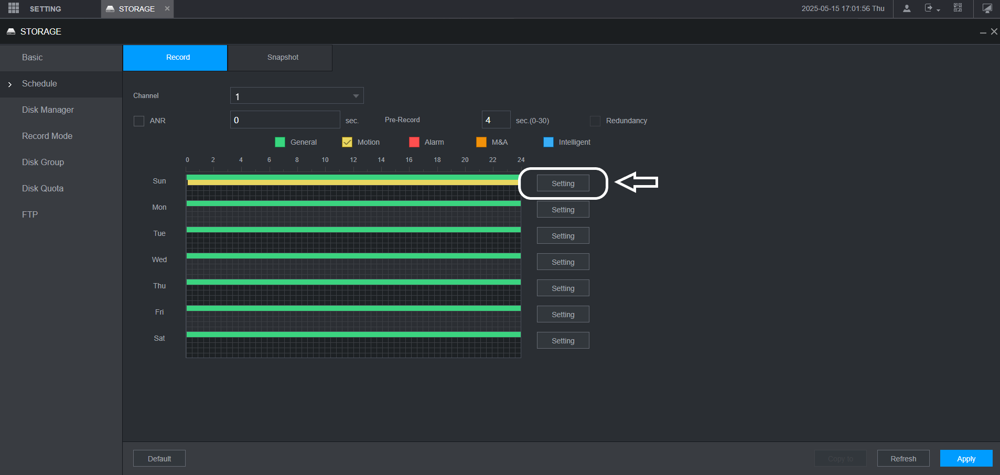 SETTING STORAGE 2025-05-15 17:01:56 Thu
STORAGE
Basic
Schedule
Disk Manager
Record Mode
Disk Group
Disk Quota
FTP
Record Snapshot
Channel 1
ANR 0 sec. Pre-Record 4 sec.(0-30) Redundancy
General Motion Alarm M&A Intelligent
0 2 4 6 8 10 12 14 16 18 20 22 24
Sun Setting
Mon Setting
Tue Setting
Wed Setting
Thu Setting
Fri Setting
Sat Setting
Default Copy to Refresh Apply